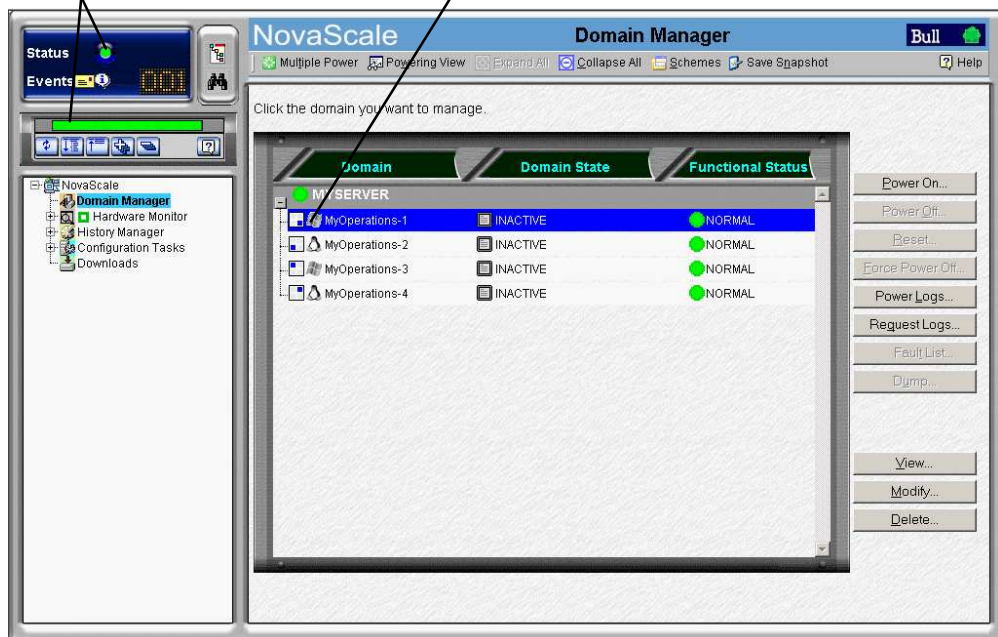 Status
Events
001
NovaScale
Domain Manager
Bull
Multiple Power Powering View Expand All Collapse All Schemes Save Snapshot Help
Click the domain you want to manage.
Domain Domain State Functional Status
MYSERVER
MyOperations-1 INACTIVE NORMAL
MyOperations-2 INACTIVE NORMAL
MyOperations-3 INACTIVE NORMAL
MyOperations-4 INACTIVE NORMAL
NovaScale
Domain Manager
Hardware Monitor
History Manager
Configuration Tasks
Downloads
Power On...
Power Off...
Reset...
Force Power Off...
Power Logs...
Request Logs...
Fault List...
Dump...
View...
Modify...
Delete...